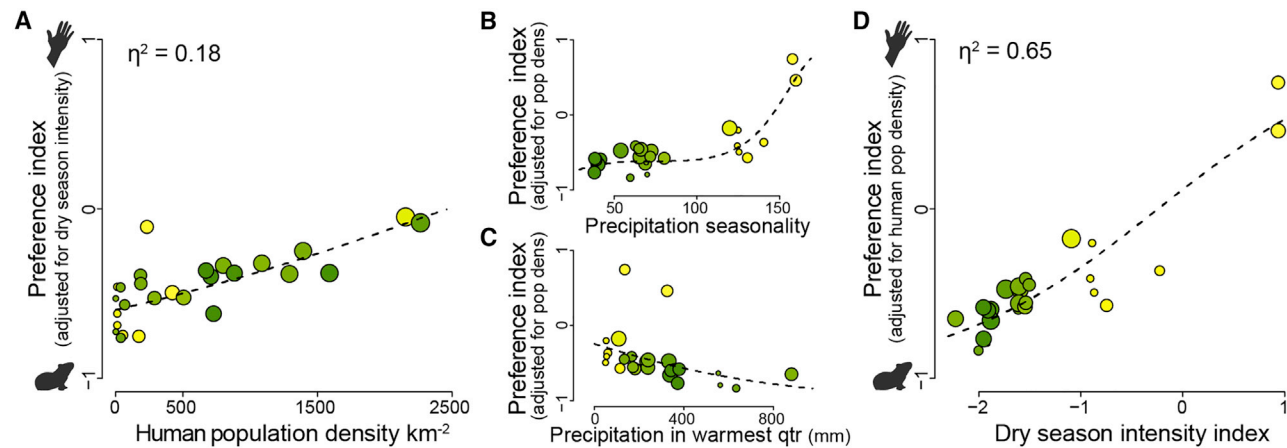 A
η² = 0.18
Preference index
(adjusted for dry season intensity)
1
0
−1
0
500
1500
2500
Human population density km⁻²
B
Preference index
(adjusted for pop dens)
1
0
−1
50
100
150
Precipitation seasonality
C
Preference index
(adjusted for pop dens)
1
0
−1
0
400
800
Precipitation in warmest qtr (mm)
D
η² = 0.65
Preference index
(adjusted for human pop density)
1
0
−1
−2
−1
0
1
Dry season intensity index